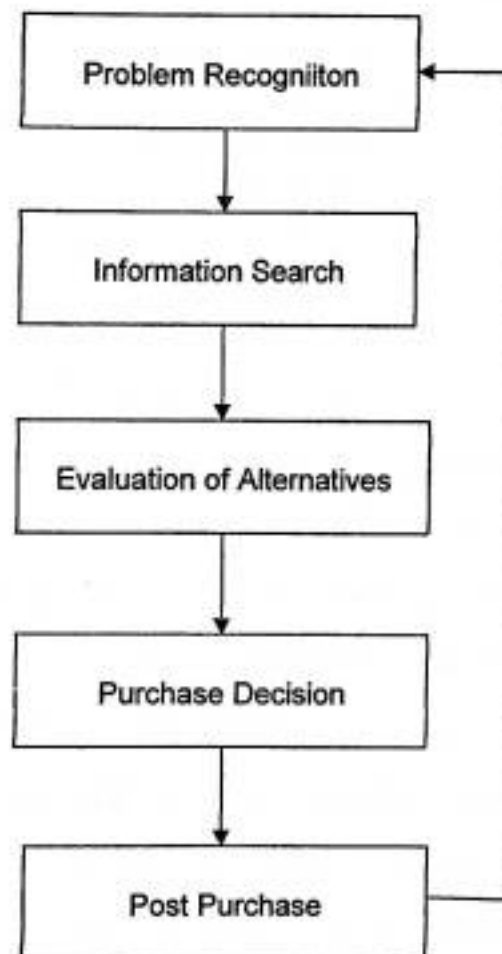 Problem Recogniiton
Information Search
Evaluation of Alternatives
Purchase Decision
Post Purchase